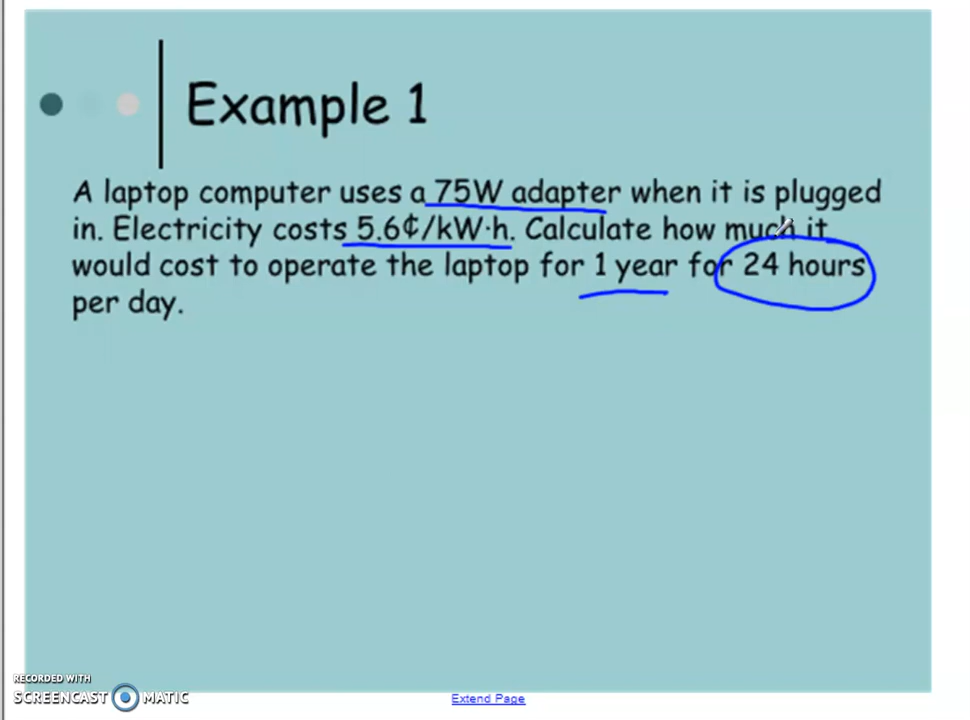 Example 1
A laptop computer uses a 75W adapter when it is plugged
in. Electricity costs 5.6¢/kW·h. Calculate how much it
would cost to operate the laptop for 1 year for 24 hours
per day.
RECORDED WITH
SCREENCAST MATIC
Extend Page